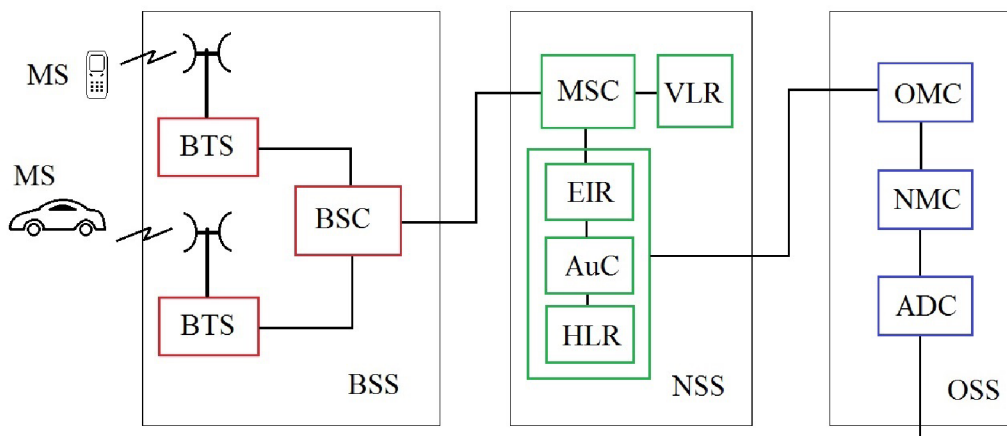 MS
BTS
MS
BTS
BSC
BSS
MSC
VLR
EIR
AuC
HLR
NSS
OMC
NMC
ADC
OSS